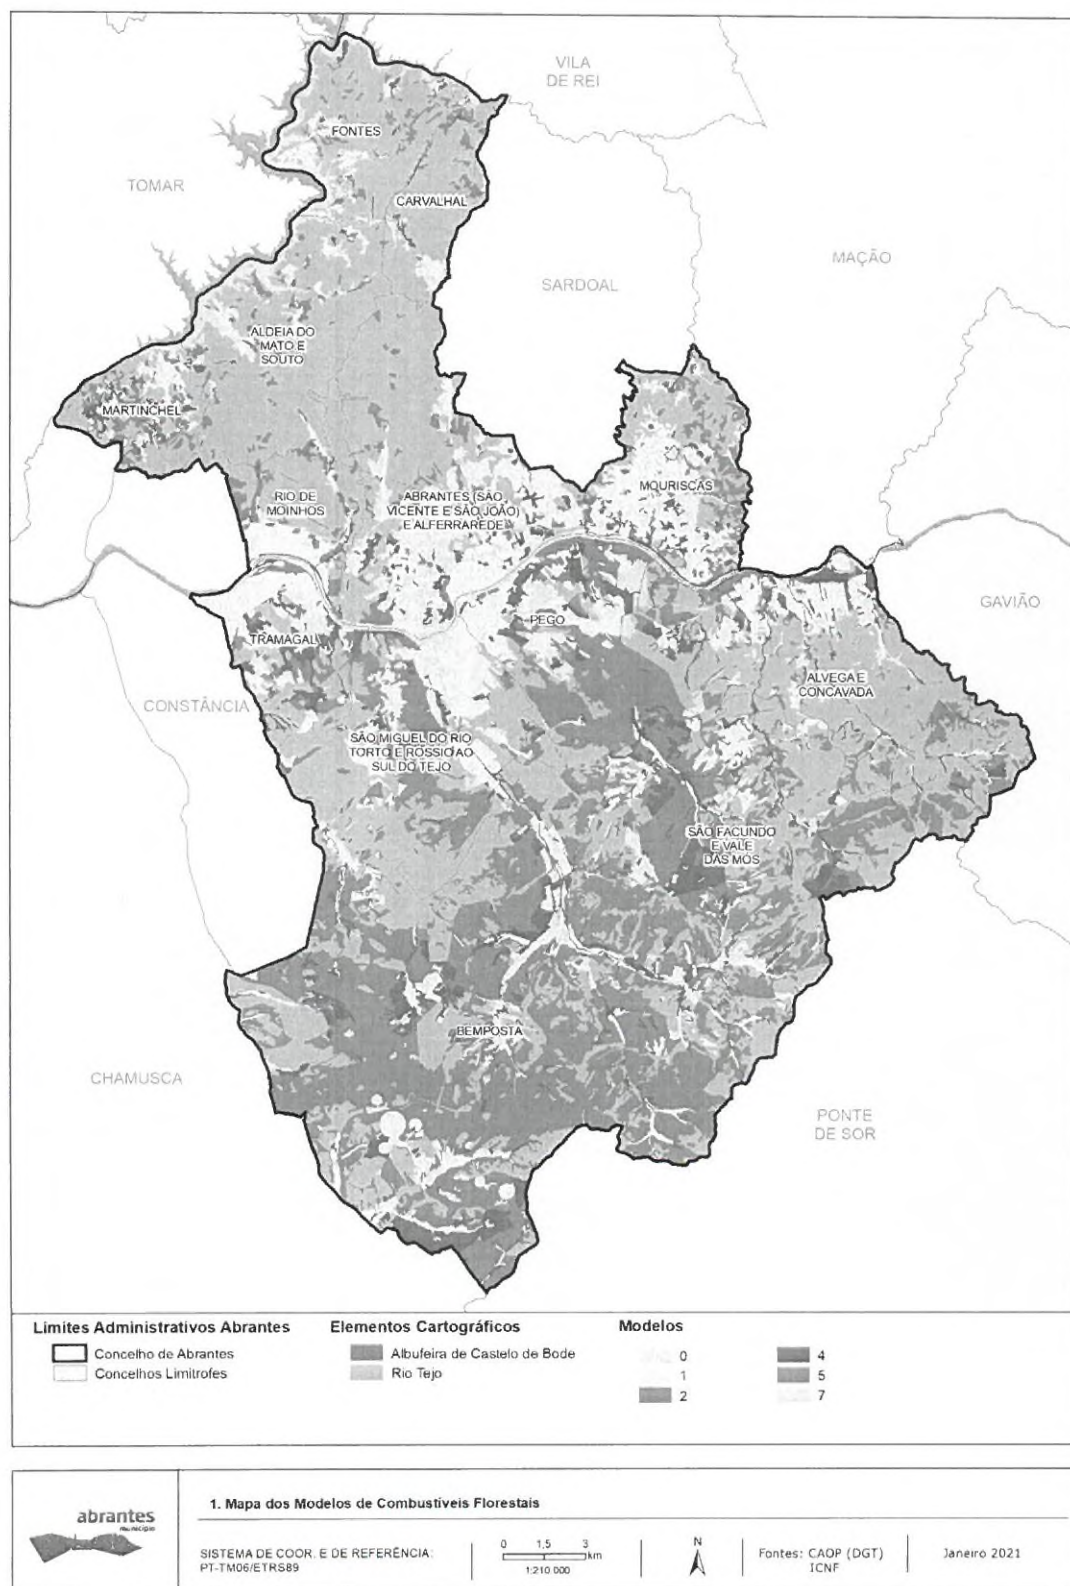 VILA
DE REI
FONTES
TOMAR
CARVALHAL
MAÇÃO
SARDOAL
ALDEIA DO
MATO E
SOUTO
MARTINCHEL
MOURISCAS
RIO DE
MOINHOS
ABRANTES (SÃO
VICENTE E SÃO JOÃO)
E ALFERRAREDE
GAVIÃO
PEGO
TRAMAGAL
ALVEGA E
CONCAVADA
CONSTÂNCIA
SÃO MIGUEL DO RIO
TORTO E ROSSIO AO
SUL DO TEJO
SÃO FACUNDO
E VALE
DAS MÓS
BEMPOSTA
CHAMUSCA
PONTE
DE SOR
Limites Administrativos Abrantes
Concelho de Abrantes
Concelhos Limitrofes
Elementos Cartográficos
Albufeira de Castelo de Bode
Rio Tejo
Modelos
0
1
2
4
5
7
abrantes
município
1. Mapa dos Modelos de Combustíveis Florestais
SISTEMA DE COOR. E DE REFERÊNCIA:
PT-TM06/ETRS89
0 1,5 3
km
1:210 000
N
Fontes: CAOP (DGT)
ICNF
Janeiro 2021